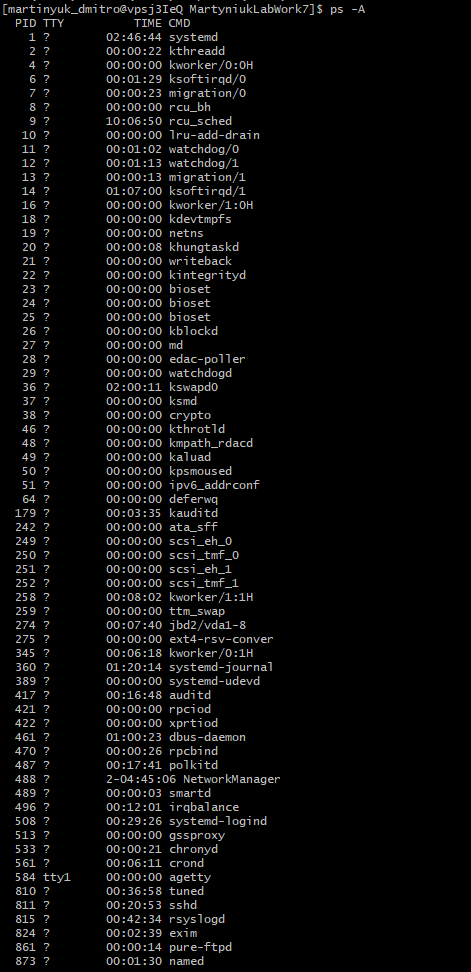 [martinyuk_dmitro@vpsj3IeQ MartyniukLabWork7]$ ps -A
PID TTY TIME CMD
1 ? 02:46:44 systemd
2 ? 00:00:22 kthreadd
4 ? 00:00:00 kworker/0:0H
6 ? 00:01:29 ksoftirqd/0
7 ? 00:00:23 migration/0
8 ? 00:00:00 rcu_bh
9 ? 10:06:50 rcu_sched
10 ? 00:00:00 lru-add-drain
11 ? 00:01:02 watchdog/0
12 ? 00:01:13 watchdog/1
13 ? 00:00:13 migration/1
14 ? 01:07:00 ksoftirqd/1
16 ? 00:00:00 kworker/1:0H
18 ? 00:00:00 kdevtmpfs
19 ? 00:00:00 netns
20 ? 00:00:08 khungtaskd
21 ? 00:00:00 writeback
22 ? 00:00:00 kintegrityd
23 ? 00:00:00 bioset
24 ? 00:00:00 bioset
25 ? 00:00:00 bioset
26 ? 00:00:00 kblockd
27 ? 00:00:00 md
28 ? 00:00:00 edac-poller
29 ? 00:00:00 watchdogd
36 ? 02:00:11 kswapd0
37 ? 00:00:00 ksmd
38 ? 00:00:00 crypto
46 ? 00:00:00 kthrotld
48 ? 00:00:00 kmpath_rdacd
49 ? 00:00:00 kaluad
50 ? 00:00:00 kpsmoused
51 ? 00:00:00 ipv6_addrconf
64 ? 00:00:00 deferwq
179 ? 00:03:35 kauditd
242 ? 00:00:00 ata_sff
249 ? 00:00:00 scsi_eh_0
250 ? 00:00:00 scsi_tmf_0
251 ? 00:00:00 scsi_eh_1
252 ? 00:00:00 scsi_tmf_1
258 ? 00:08:02 kworker/1:1H
259 ? 00:00:00 ttm_swap
274 ? 00:07:40 jbd2/vda1-8
275 ? 00:00:00 ext4-rsv-conver
345 ? 00:06:18 kworker/0:1H
360 ? 01:20:14 systemd-journal
389 ? 00:00:00 systemd-udevd
417 ? 00:16:48 auditd
421 ? 00:00:00 rpciod
422 ? 00:00:00 xprtiod
461 ? 01:00:23 dbus-daemon
470 ? 00:00:26 rpcbind
487 ? 00:17:41 polkitd
488 ? 2-04:45:06 NetworkManager
489 ? 00:00:03 smartd
496 ? 00:12:01 irqbalance
508 ? 00:29:26 systemd-logind
513 ? 00:00:00 gssproxy
533 ? 00:00:21 chronyd
561 ? 00:06:11 crond
584 tty1 00:00:00 agetty
810 ? 00:36:58 tuned
811 ? 00:20:53 sshd
815 ? 00:42:34 rsyslogd
824 ? 00:02:39 exim
861 ? 00:00:14 pure-ftpd
873 ? 00:01:30 named